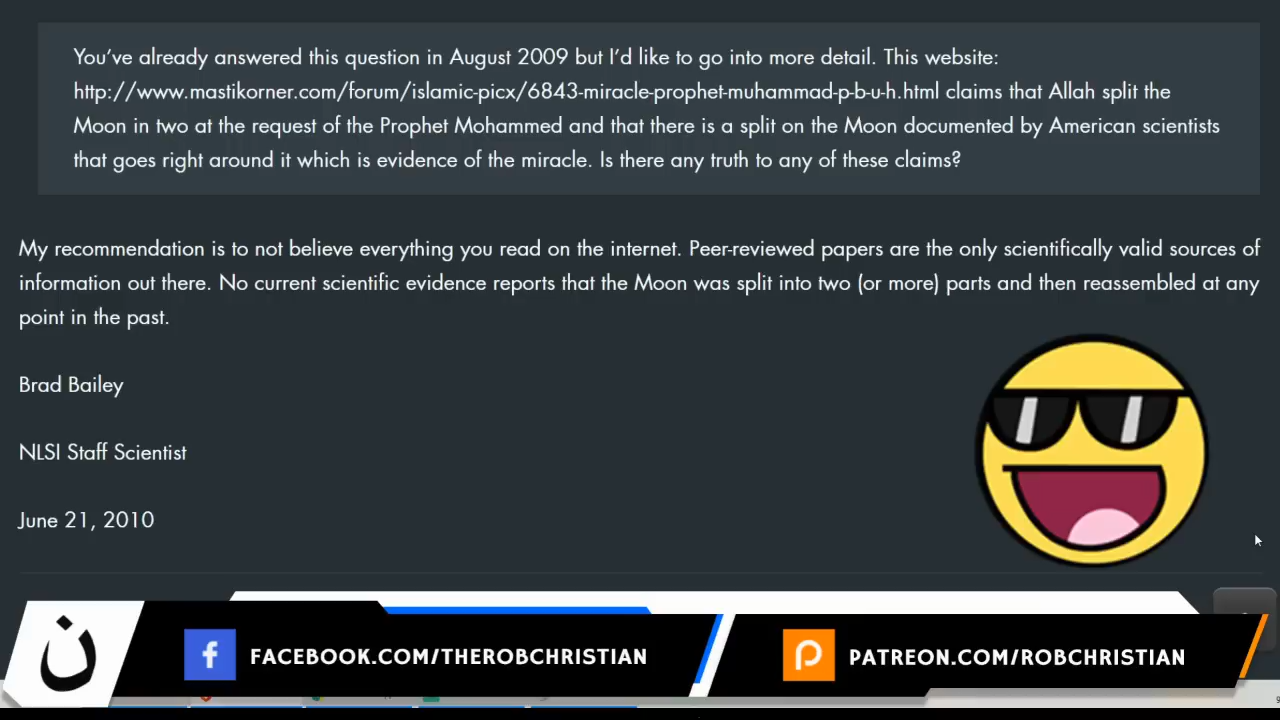 You've already answered this question in August 2009 but I'd like to go into more detail. This website:
http://www.mastikorner.com/forum/islamic-picx/6843-miracle-prophet-muhammad-p-b-u-h.html claims that Allah split the
Moon in two at the request of the Prophet Mohammed and that there is a split on the Moon documented by American scientists
that goes right around it which is evidence of the miracle. Is there any truth to any of these claims?
My recommendation is to not believe everything you read on the internet. Peer-reviewed papers are the only scientifically valid sources of
information out there. No current scientific evidence reports that the Moon was split into two (or more) parts and then reassembled at any
point in the past.
Brad Bailey
NLSI Staff Scientist
June 21, 2010
ن
f FACEBOOK.COM/THEROBCHRISTIAN
PATREON.COM/ROBCHRISTIAN